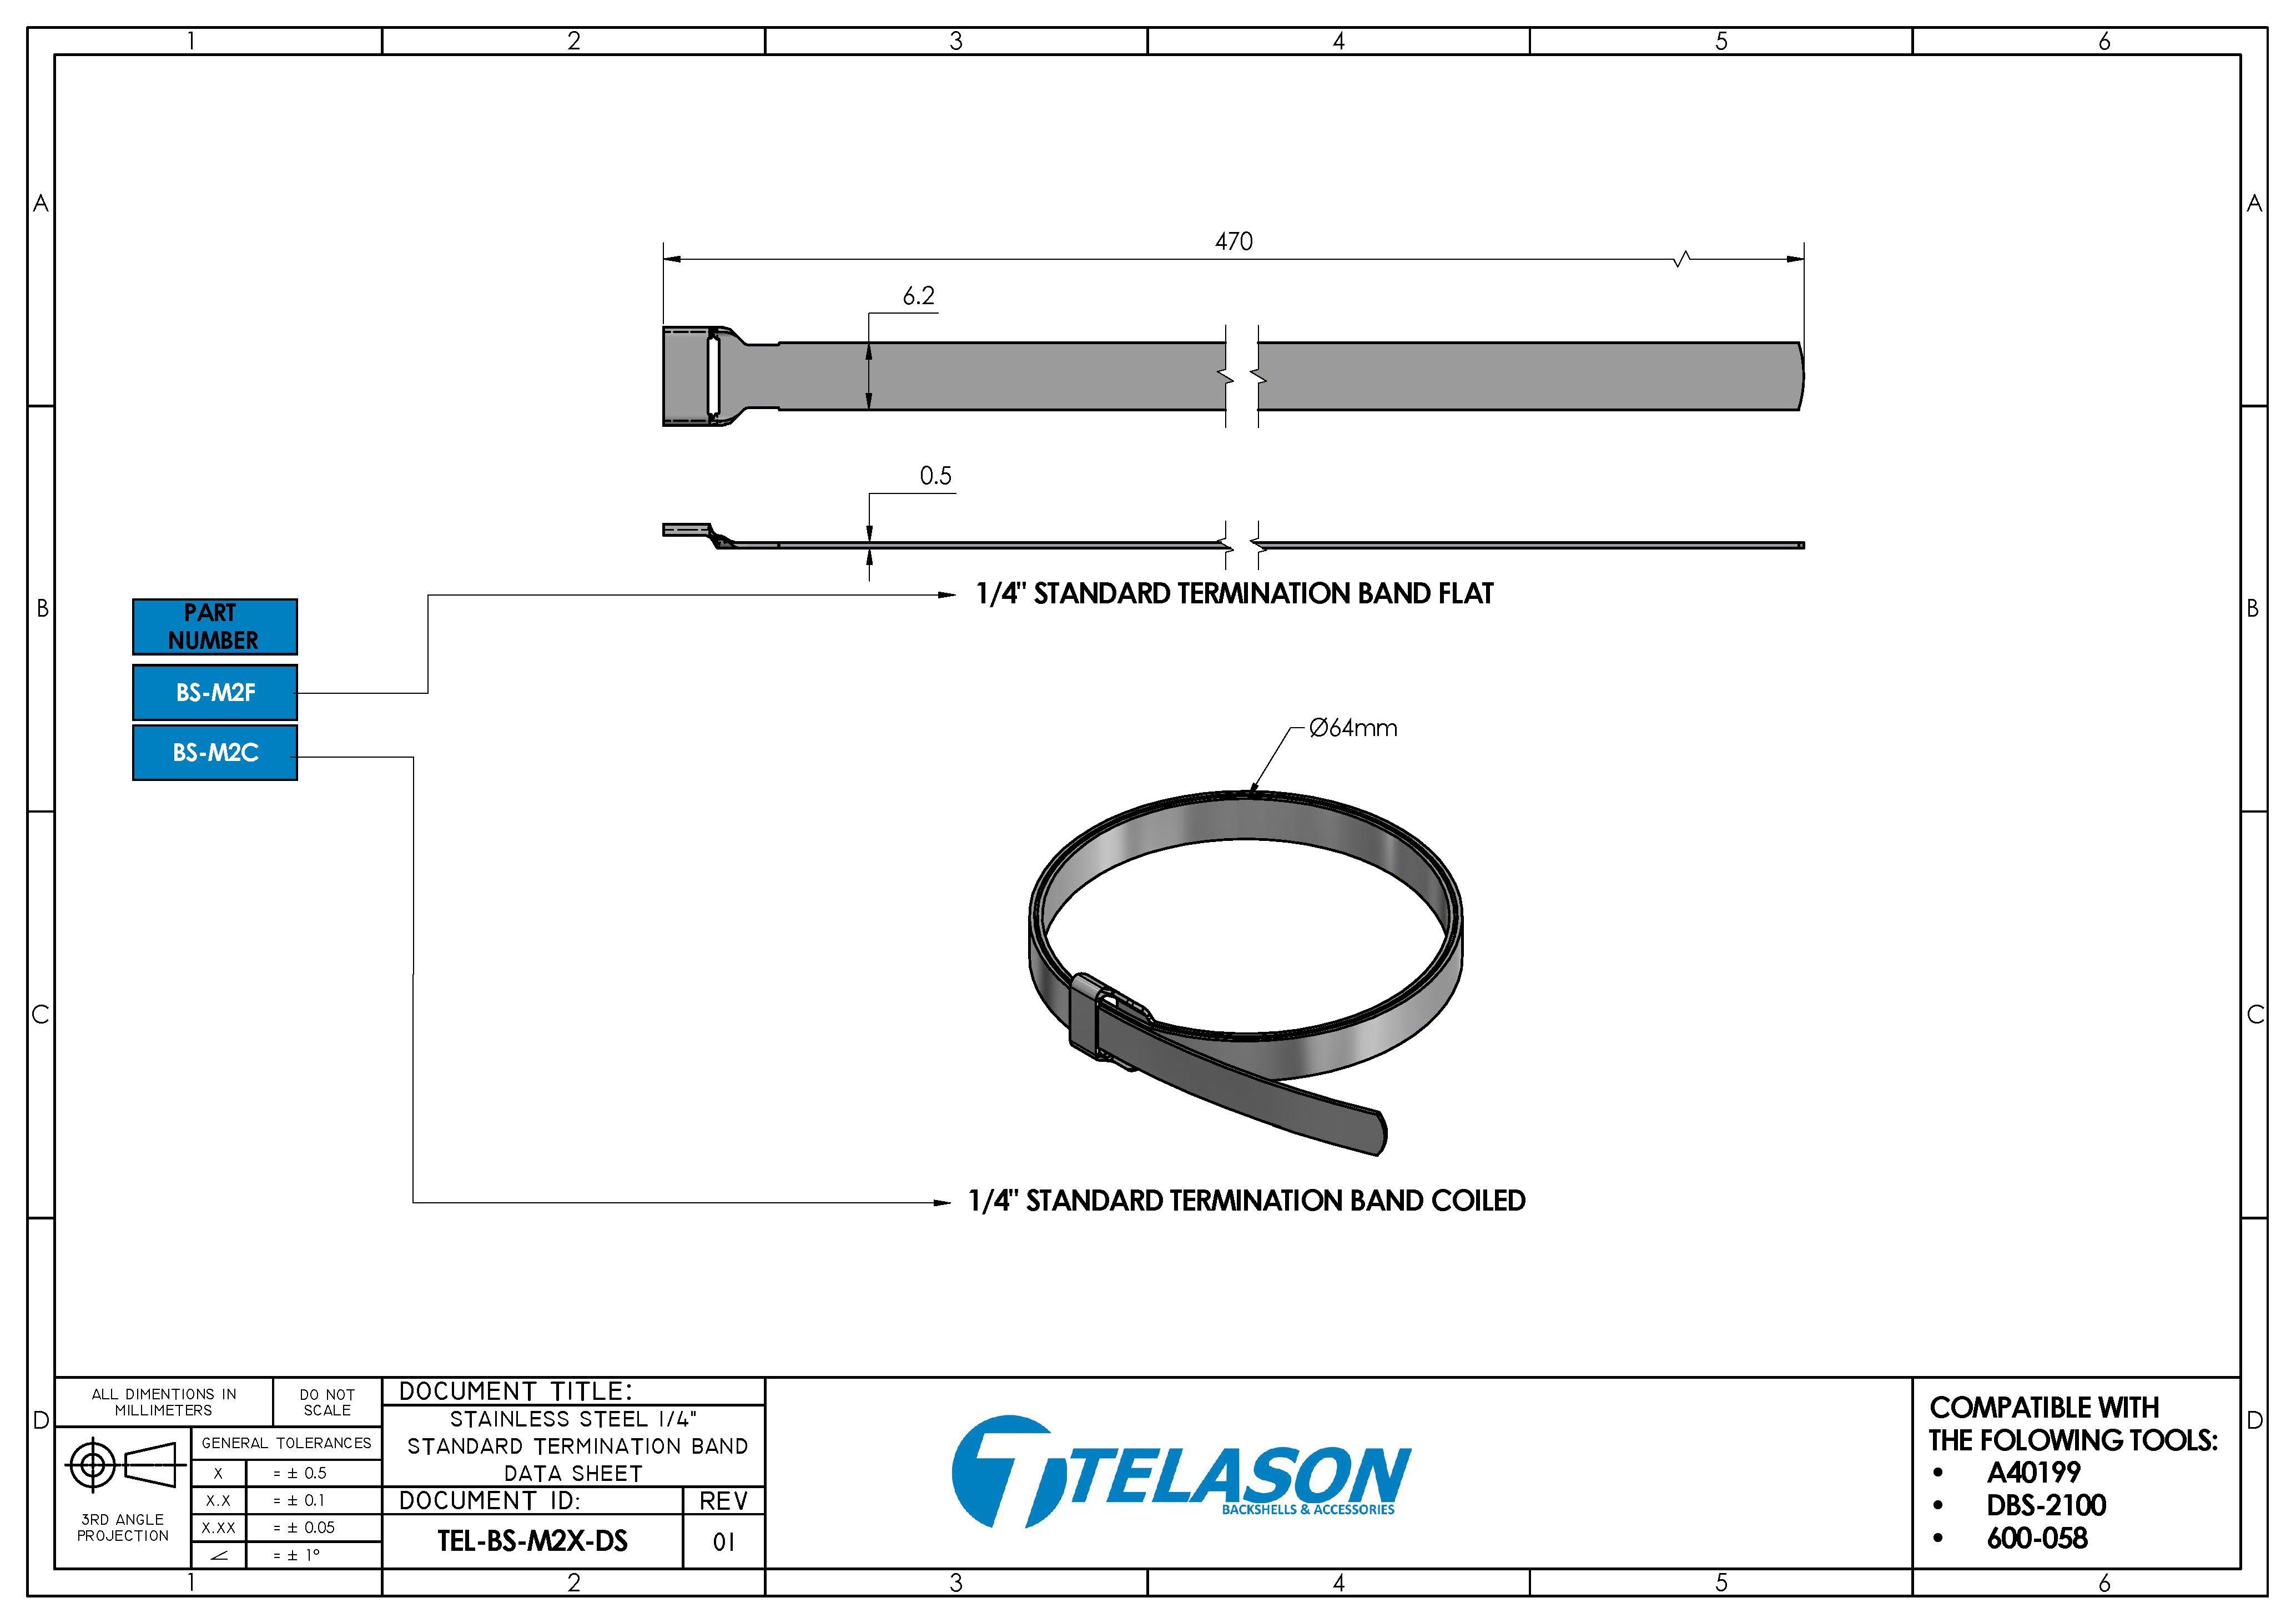 1 2 3 4 5 6
A A
470
6.2
0.5
1/4" STANDARD TERMINATION BAND FLAT
B B
PART
NUMBER
BS-M2F
BS-M2C
Ø64mm
C C
1/4" STANDARD TERMINATION BAND COILED
D D
ALL DIMENTIONS IN
MILLIMETERS
DO NOT
SCALE
3RD ANGLE
PROJECTION
GENERAL TOLERANCES
X = ± 0.5
X.X = ± 0.1
X.XX = ± 0.05
∠ = ± 1°
DOCUMENT TITLE:
STAINLESS STEEL 1/4"
STANDARD TERMINATION BAND
DATA SHEET
DOCUMENT ID:
REV
TEL-BS-M2X-DS
01
TELASON
BACKSHELLS & ACCESSORIES
COMPATIBLE WITH
THE FOLOWING TOOLS:
• A40199
• DBS-2100
• 600-058
1 2 3 4 5 6